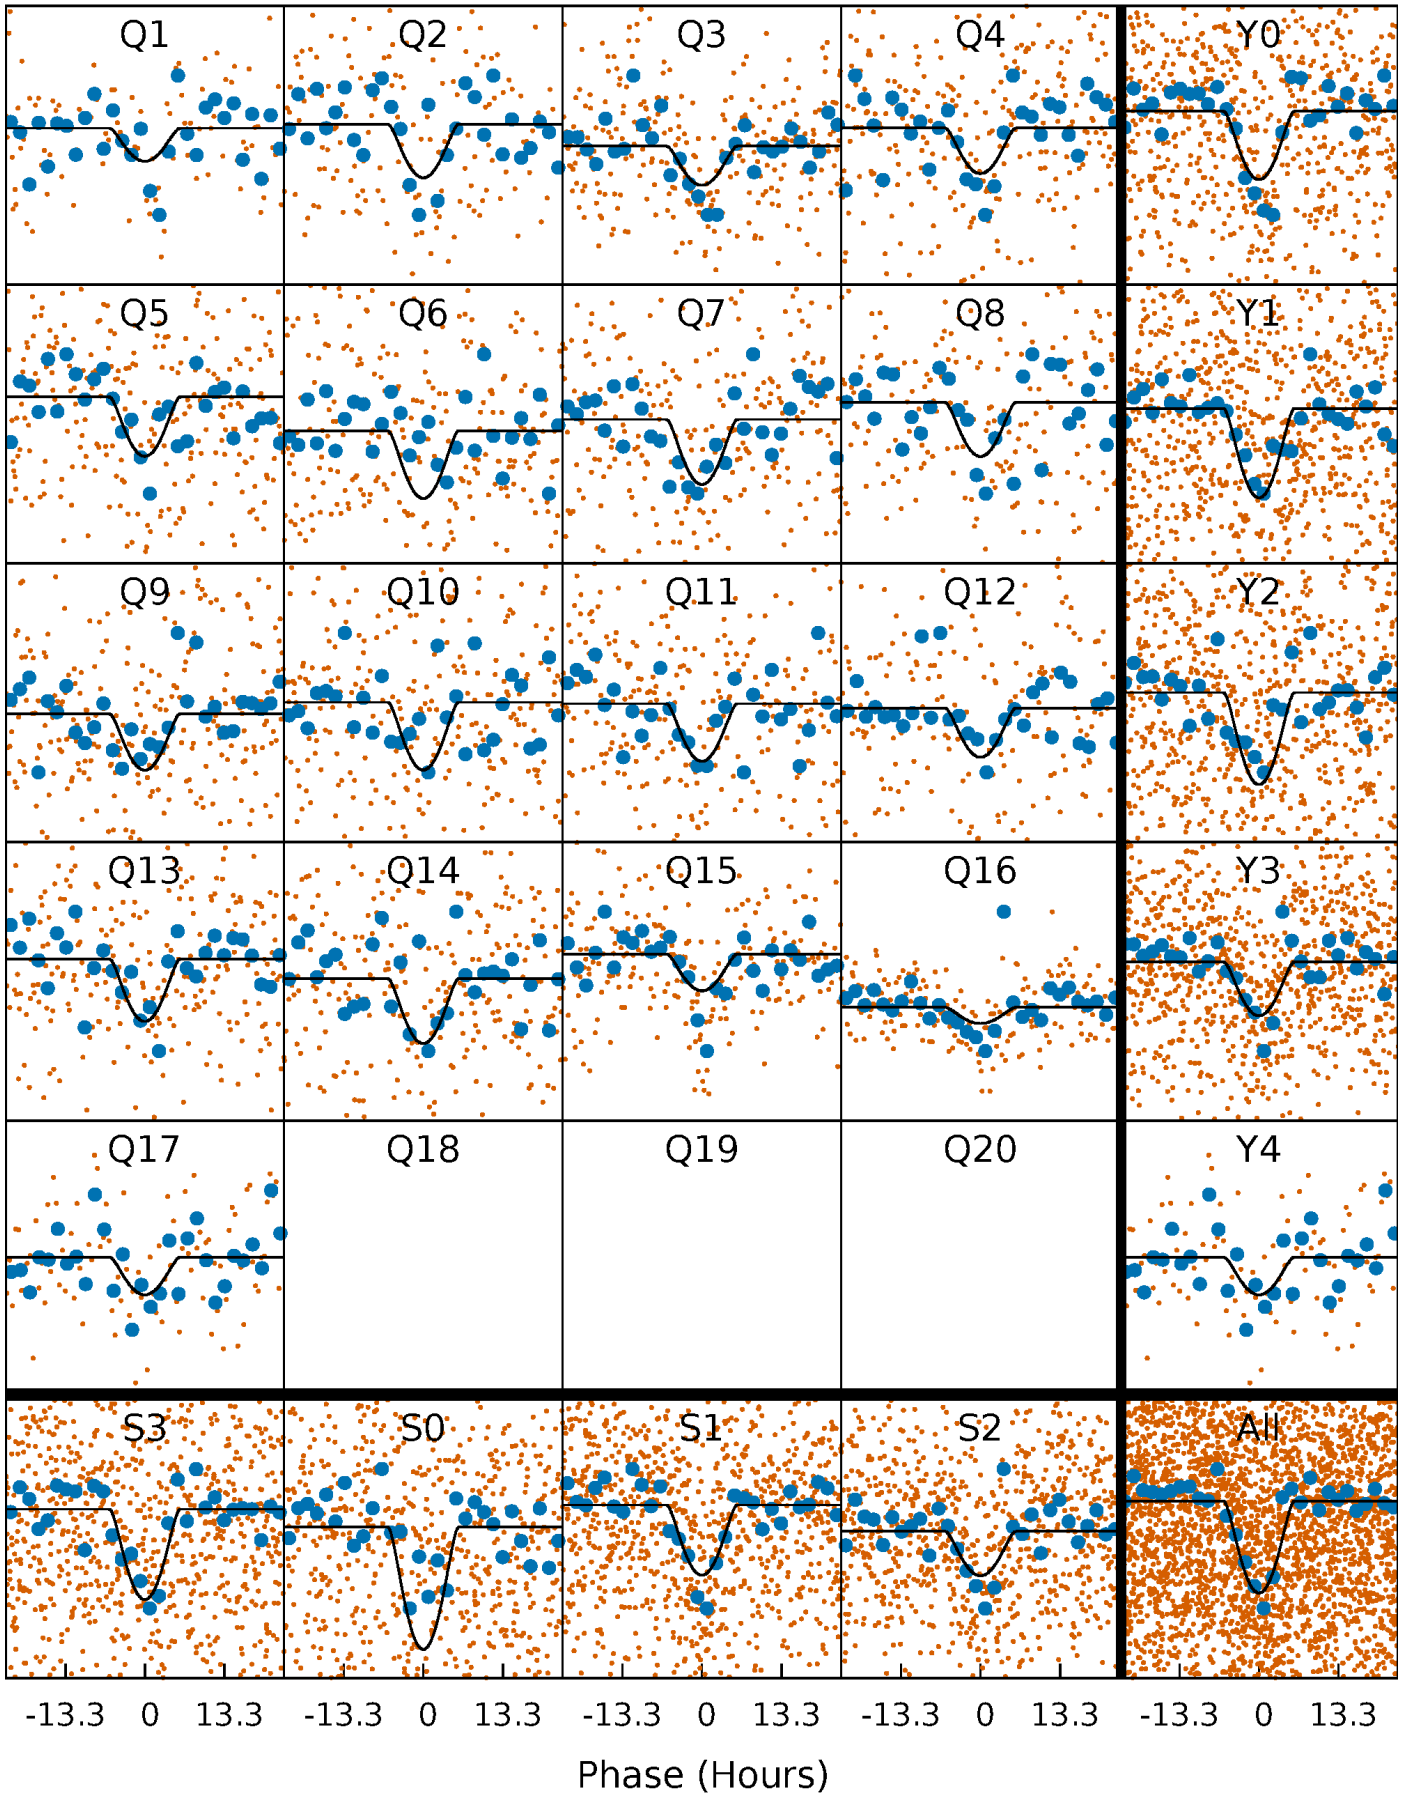 Q1 Q2 Q3 Q4 Y0
Q5 Q6 Q7 Q8 Y1
Q9 Q10 Q11 Q12 Y2
Q13 Q14 Q15 Q16 Y3
Q17 Q18 Q19 Q20 Y4
S3 S0 S1 S2 All
-13.3 0 13.3 -13.3 0 13.3 -13.3 0 13.3 -13.3 0 13.3 -13.3 0 13.3
Phase (Hours)